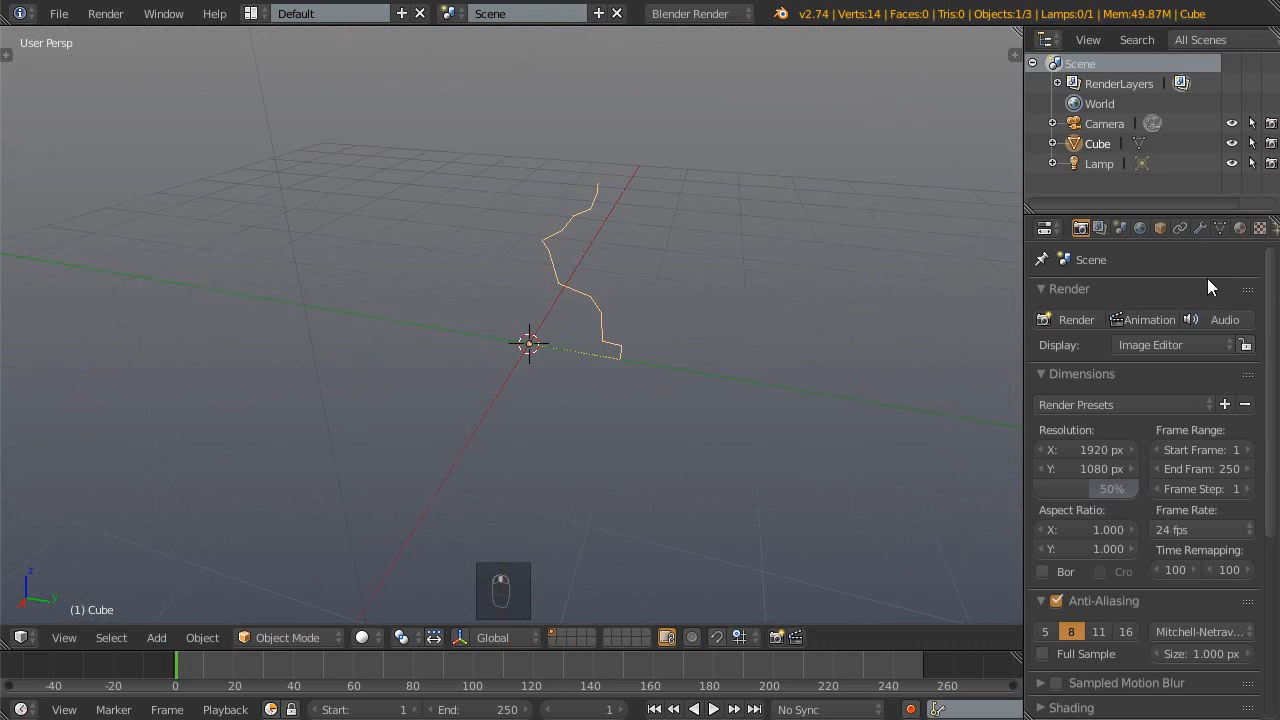 File Render Window Help Default Scene Blender Render v2.74 | Verts:14 | Faces:0 | Tris:0 | Objects:1/3 | Lamps:0/1 | Mem:49.87M | Cube
User Persp
View Search All Scenes
Scene
RenderLayers |
World
Camera |
Cube |
Lamp |
Scene
Render
Render Animation Audio
Display: Image Editor
Dimensions
Render Presets
Resolution: Frame Range:
X: 1920 px Start Frame: 1
Y: 1080 px End Fram: 250
50% Frame Step: 1
Aspect Ratio: Frame Rate:
X: 1.000 24 fps
Y: 1.000 Time Remapping:
Bor Cro 100 100
Anti-Aliasing
5 8 11 16 Mitchell-Netrav...
Full Sample Size: 1.000 px
Sampled Motion Blur
Shading
z
y
(1) Cube
View Select Add Object Object Mode Global
-40 -20 0 20 40 60 80 100 120 140 160 180 200 220 240 260
View Marker Frame Playback Start: 1 End: 250 1 No Sync